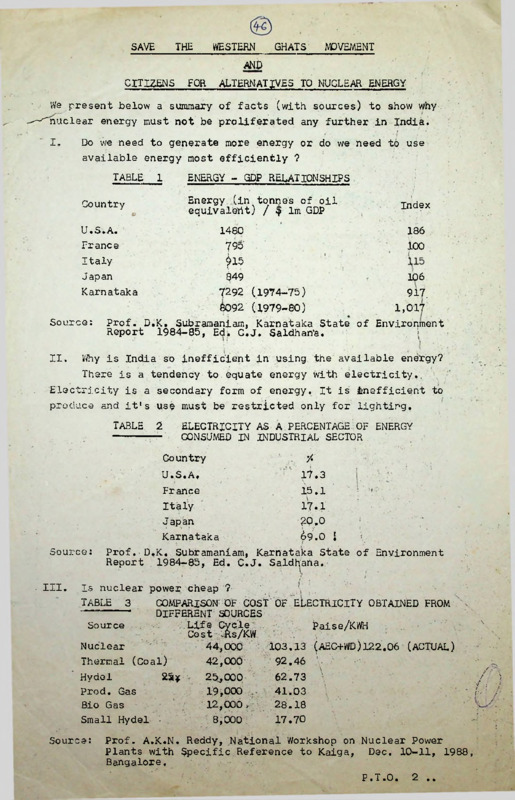 46
SAVE THE WESTERN GHATS MOVEMENT
AND
CITIZENS FOR ALTERNATIVES TO NUCLEAR ENERGY
We present below a summary of facts (with sources) to show why
nuclear energy must not be proliferated any further in India.
I. Do we need to generate more energy or do we need to use
available energy most efficiently ?
TABLE 1 ENERGY - GDP RELATIONSHIPS
Country Energy (in tonnes of oil equivalent) / $ 1m GDP Index
U.S.A. 1480 186
France 795 100
Italy 915 115
Japan 849 106
Karnataka 7292 (1974-75) 917
8092 (1979-80) 1,017
Source: Prof. D.K. Subramaniam, Karnataka State of Environment
Report 1984-85, Ed. C.J. Saldhana.
II. Why is India so inefficient in using the available energy?
There is a tendency to equate energy with electricity.
Electricity is a secondary form of energy. It is inefficient to
produce and it's use must be restricted only for lighting.
TABLE 2 ELECTRICITY AS A PERCENTAGE OF ENERGY
CONSUMED IN INDUSTRIAL SECTOR
Country %
U.S.A. 17.3
France 15.1
Italy 17.1
Japan 20.0
Karnataka 69.0 !
Source: Prof. D.K. Subramaniam, Karnataka State of Environment
Report 1984-85, Ed. C.J. Saldhana.
III. Is nuclear power cheap ?
TABLE 3 COMPARISON OF COST OF ELECTRICITY OBTAINED FROM
DIFFERENT SOURCES
Source Life Cycle Cost Rs/KW Paise/KWH
Nuclear 44,000 103.13 (AEC+WD)122.06 (ACTUAL)
Thermal (Coal) 42,000 92.46
Hydel 25,000 62.73
Prod. Gas 19,000 41.03
Bio Gas 12,000 28.18
Small Hydel 8,000 17.70
Source: Prof. A.K.N. Reddy, National Workshop on Nuclear Power
Plants with Specific Reference to Kaiga, Dec. 10-11, 1988,
Bangalore.
P.T.O. 2 ..